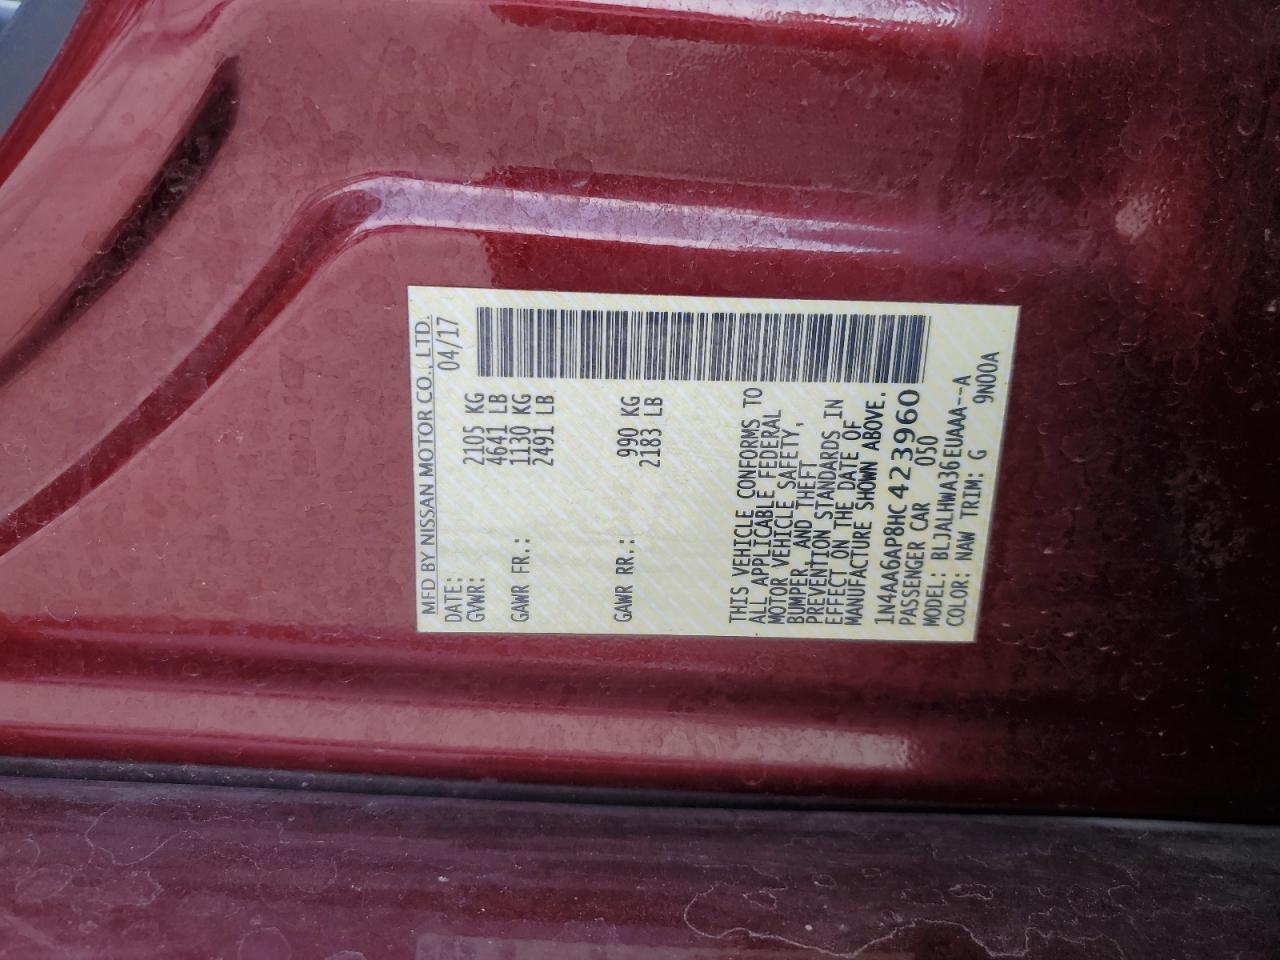 MFD BY NISSAN MOTOR CO., LTD.
DATE: 04/17
GVWR: 2105 KG
4641 LB
GAWR FR.: 1130 KG
2491 LB
GAWR RR.: 990 KG
2183 LB
THIS VEHICLE CONFORMS TO
ALL APPLICABLE FEDERAL
MOTOR VEHICLE SAFETY,
BUMPER, AND THEFT
PREVENTION STANDARDS IN
EFFECT ON THE DATE OF
MANUFACTURE SHOWN ABOVE.
1N4AA6AP8HC423960
PASSENGER CAR 050
MODEL: BLJALHWA36EUAAA--A
COLOR: NAW TRIM: G 9N00A